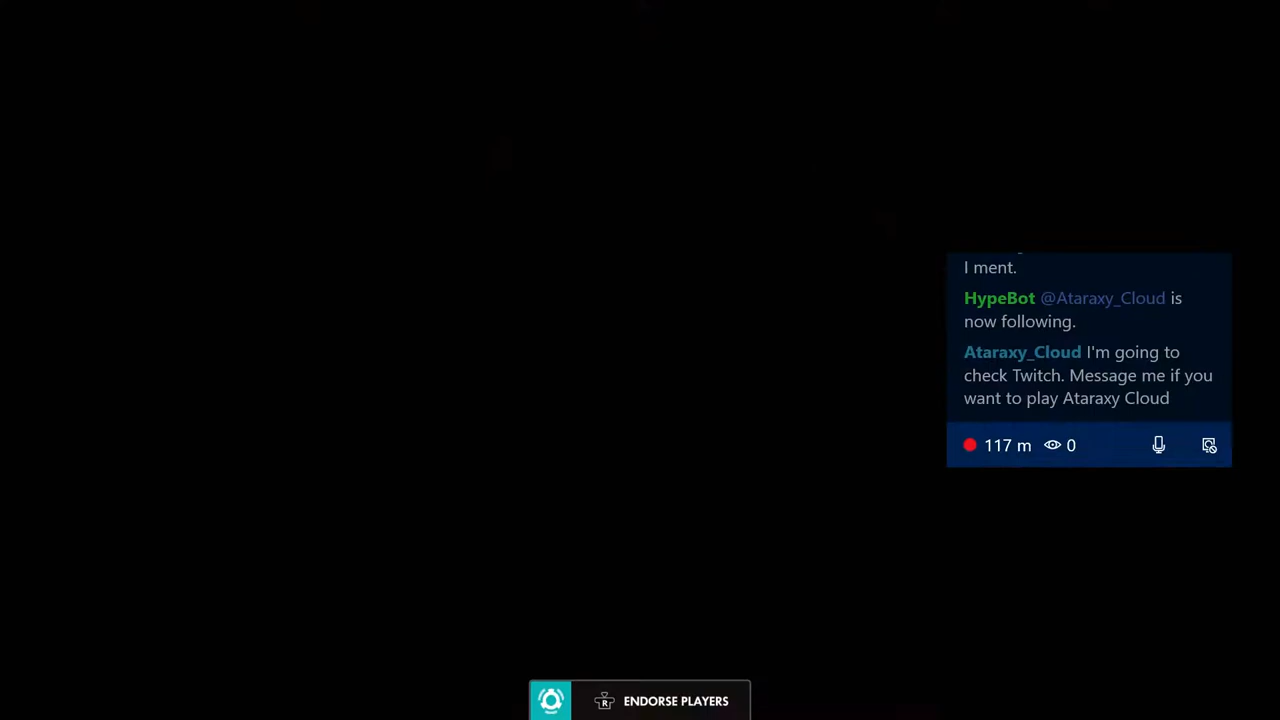 I ment.
HypeBot @Ataraxy_Cloud is
now following.
Ataraxy_Cloud I'm going to
check Twitch. Message me if you
want to play Ataraxy Cloud
117 m 0
R ENDORSE PLAYERS